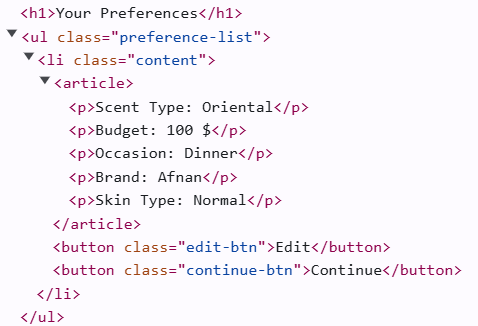 <h1>Your Preferences</h1>
<ul class="preference-list">
<li class="content">
<article>
<p>Scent Type: Oriental</p>
<p>Budget: 100 $</p>
<p>Occasion: Dinner</p>
<p>Brand: Afnan</p>
<p>Skin Type: Normal</p>
</article>
<button class="edit-btn">Edit</button>
<button class="continue-btn">Continue</button>
</li>
</ul>